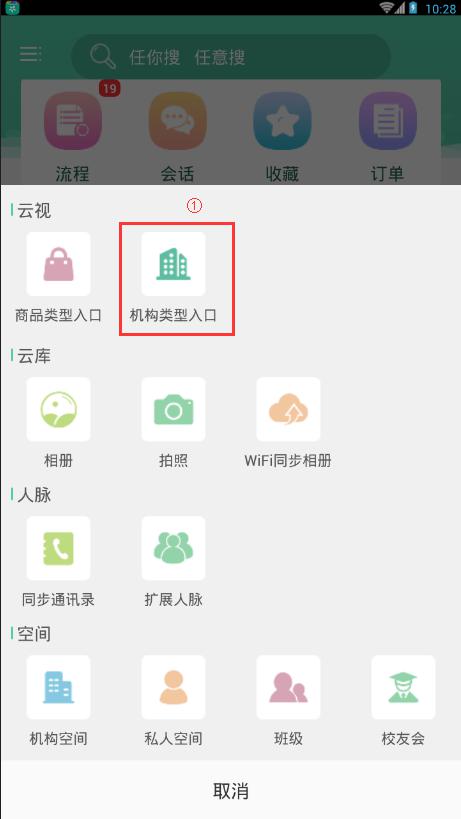 10:28
任你搜 任意搜
19
流程 会话 收藏 订单
云视
①
商品类型入口 机构类型入口
云库
相册 拍照 WiFi同步相册
人脉
同步通讯录 扩展人脉
空间
机构空间 私人空间 班级 校友会
取消